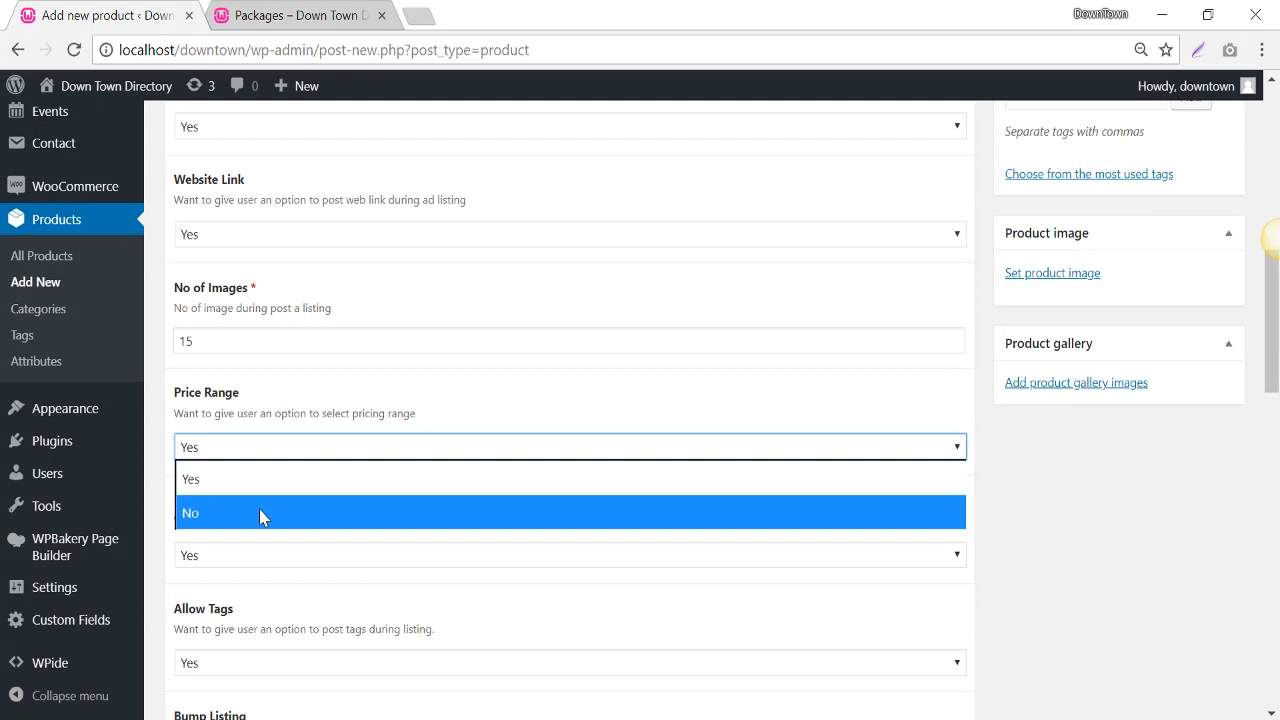 Add new product ‹ Down
Packages – Down Town D
DownTown
localhost/downtown/wp-admin/post-new.php?post_type=product
Down Town Directory
3
0
New
Howdy, downtown
Events
Contact
WooCommerce
Products
All Products
Add New
Categories
Tags
Attributes
Appearance
Plugins
Users
Tools
WPBakery Page
Builder
Settings
Custom Fields
WPide
Collapse menu
Yes
Website Link
Want to give user an option to post web link during ad listing
Yes
No of Images *
No of image during post a listing
15
Price Range
Want to give user an option to select pricing range
Yes
Yes
No
Yes
Allow Tags
Want to give user an option to post tags during listing.
Yes
Bump Listing
Separate tags with commas
Choose from the most used tags
Product image
Set product image
Product gallery
Add product gallery images